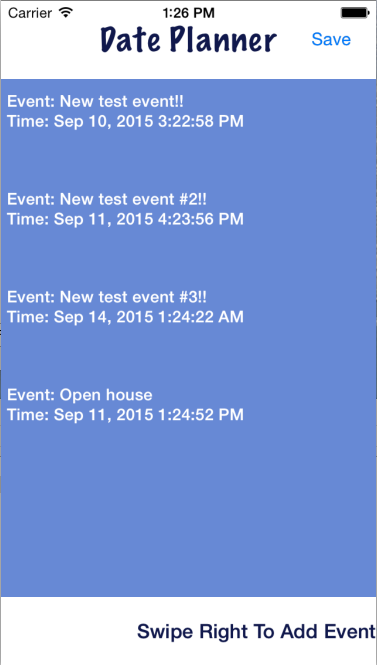 Carrier 1:26 PM
Date Planner
Save
Event: New test event!!
Time: Sep 10, 2015 3:22:58 PM
Event: New test event #2!!
Time: Sep 11, 2015 4:23:56 PM
Event: New test event #3!!
Time: Sep 14, 2015 1:24:22 AM
Event: Open house
Time: Sep 11, 2015 1:24:52 PM
Swipe Right To Add Event